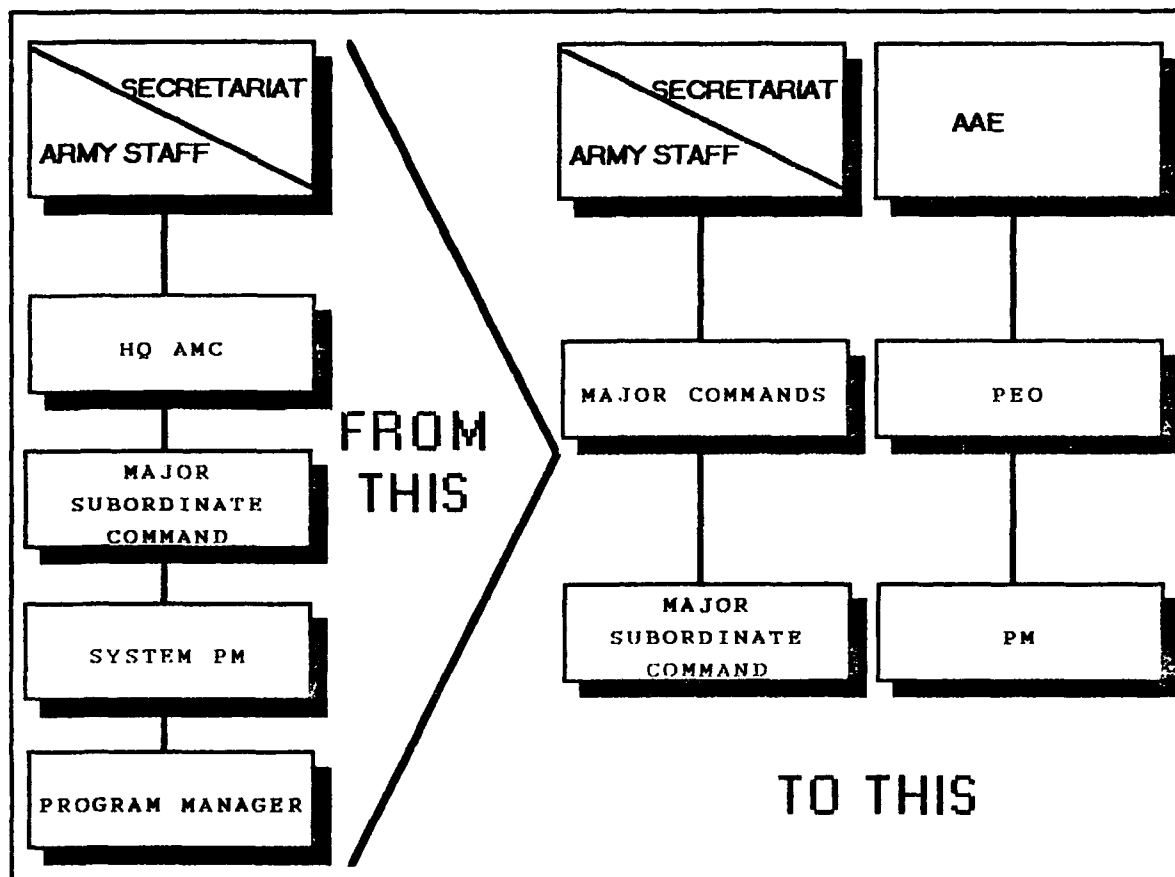 SECRETARIAT
ARMY STAFF
HQ AMC
MAJOR
SUBORDINATE
COMMAND
SYSTEM PM
PROGRAM MANAGER
FROM
THIS
SECRETARIAT
ARMY STAFF
MAJOR COMMANDS
MAJOR
SUBORDINATE
COMMAND
AAE
PEO
PM
TO THIS